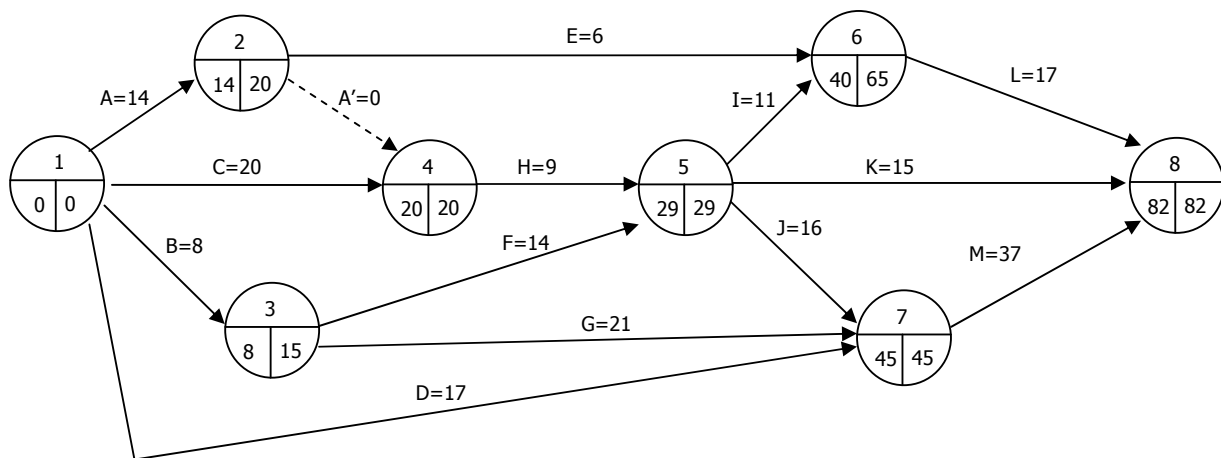 2
14 20
E=6
6
40 65
A=14
A’=0
I=11
L=17
1
0 0
C=20
4
20 20
H=9
5
29 29
K=15
8
82 82
B=8
F=14
J=16
M=37
3
8 15
G=21
7
45 45
D=17